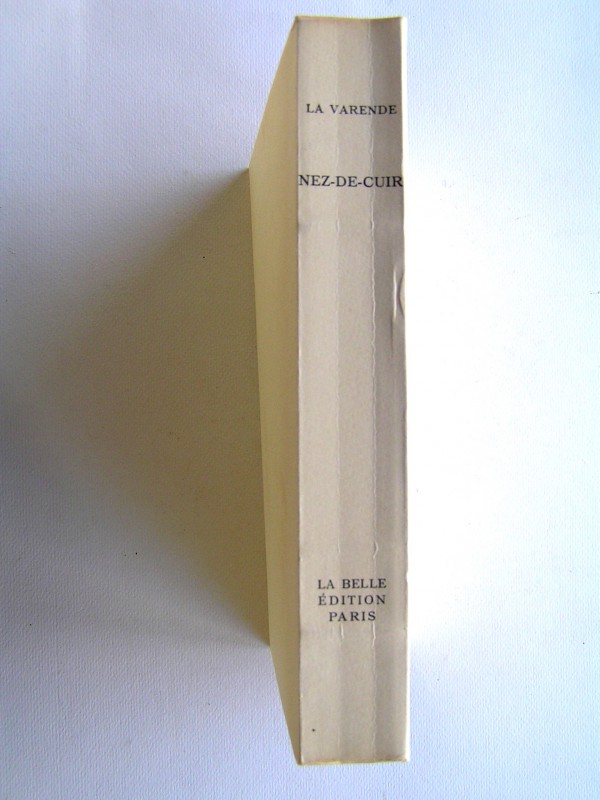 LA VARENDE
NEZ-DE-CUIR
LA BELLE
ÉDITION
PARIS